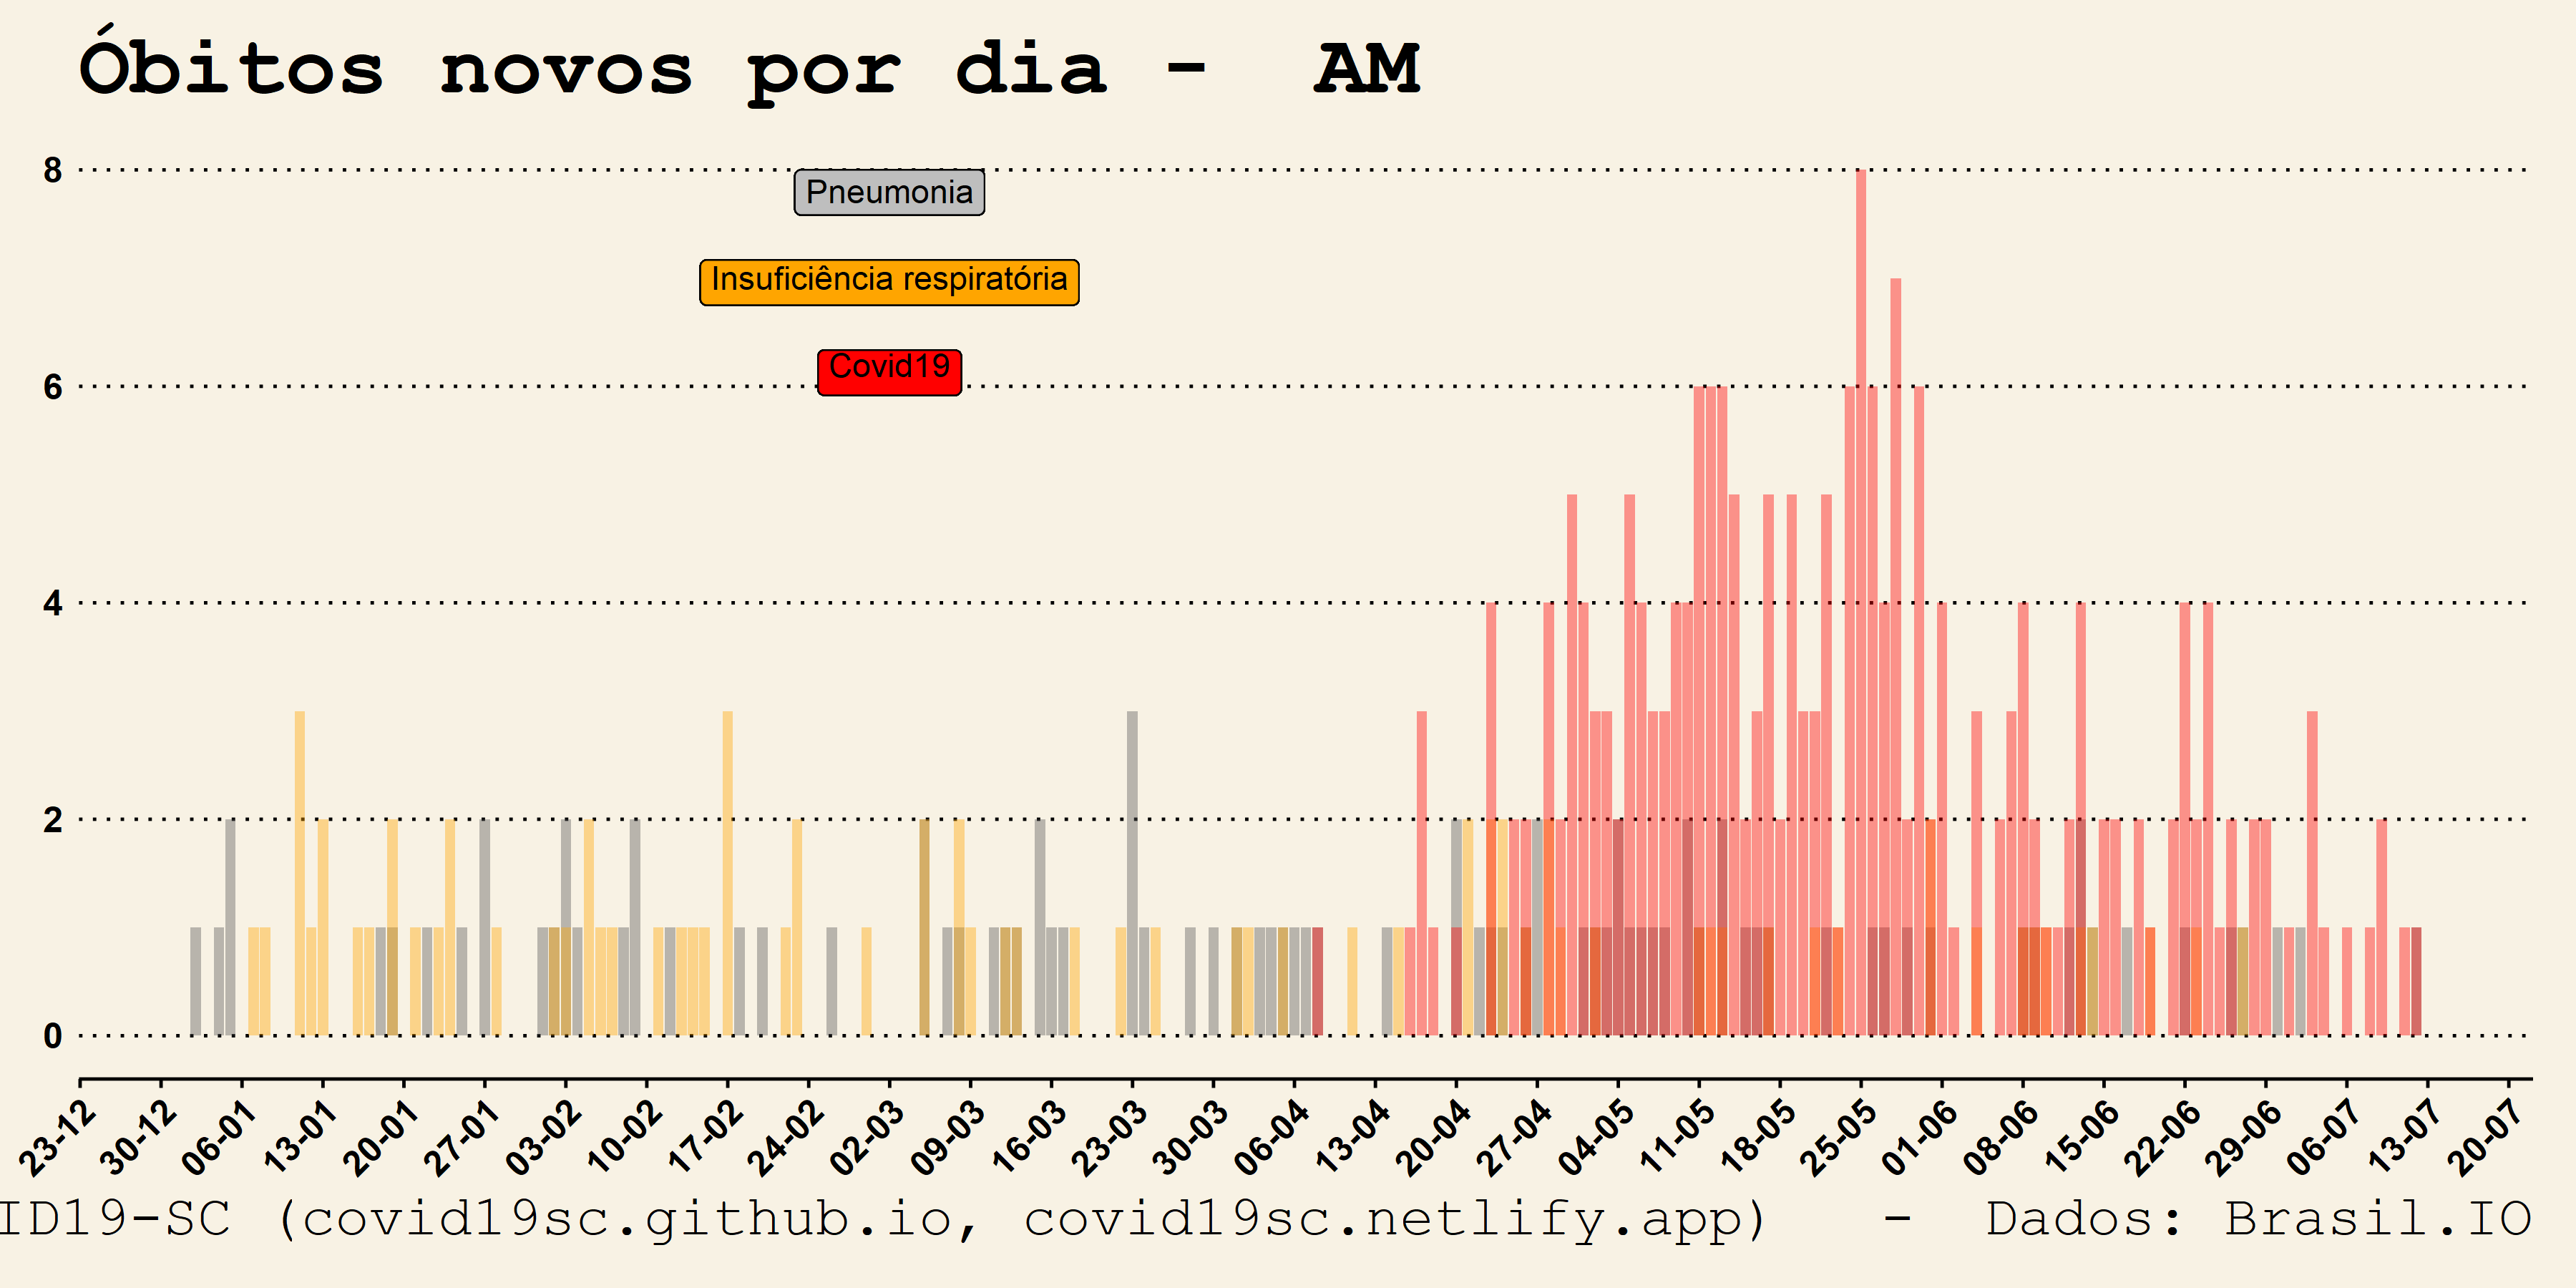 Óbitos novos por dia - AM
8
Pneumonia
Insuficiência respiratória
Covid19
6
4
2
0
23-12 30-12 06-01 13-01 20-01 27-01 03-02 10-02 17-02 24-02 02-03 09-03 16-03 23-03 30-03 06-04 13-04 20-04 27-04 04-05 11-05 18-05 25-05 01-06 08-06 15-06 22-06 29-06 06-07 13-07 20-07
ID19-SC (covid19sc.github.io, covid19sc.netlify.app) - Dados: Brasil.IO